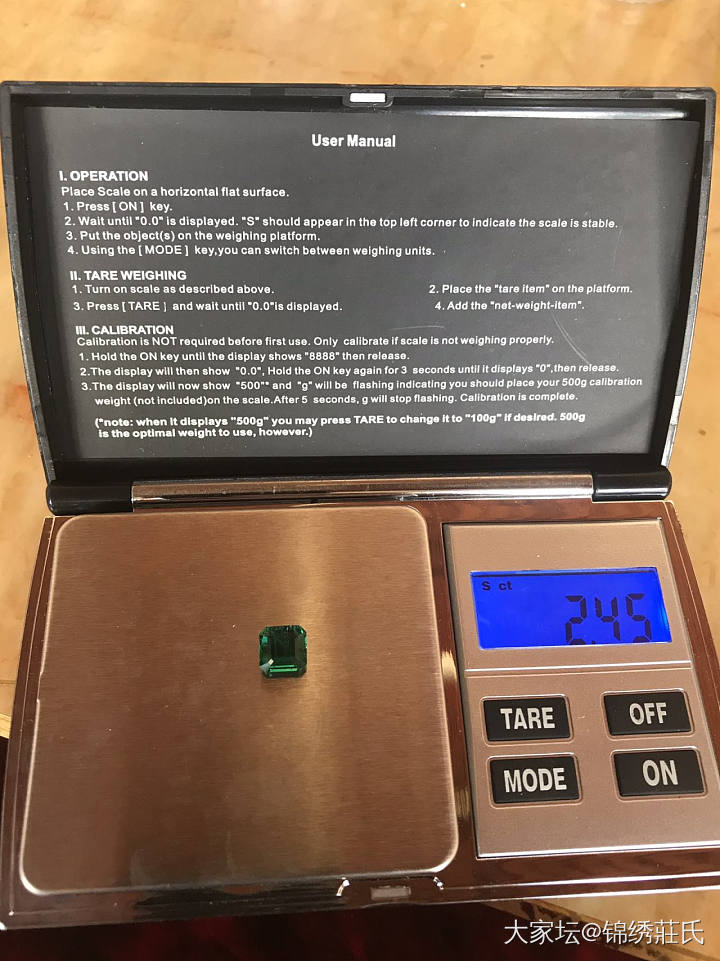 User Manual
I. OPERATION
Place Scale on a horizontal flat surface.
1. Press [ ON ] key.
2. Wait until "0.0" is displayed. "S" should appear in the top left corner to indicate the scale is stable.
3. Put the object(s) on the weighing platform.
4. Using the [ MODE ] key,you can switch between weighing units.
II. TARE WEIGHING
1. Turn on scale as described above.
2. Place the "tare item" on the platform.
3. Press [ TARE ] and wait until "0.0"is displayed.
4. Add the "net-weight-item".
III. CALIBRATION
Calibration is NOT required before first use. Only calibrate if scale is not weighing properly.
1. Hold the ON key until the display shows "8888" then release.
2.The display will then show "0.0", Hold the ON key again for 3 seconds until it displays "0",then release.
3.The display will now show "500"" and "g" will be flashing indicating you should place your 500g calibration
weight (not included)on the scale.After 5 seconds, g will stop flashing. Calibration is complete.
(*note: when it displays "500g" you may press TARE to change it to "100g" if desired. 500g
is the optimal weight to use, however.)
S ct
2.45
TARE
OFF
MODE
ON
大家坛@锦绣莊氏